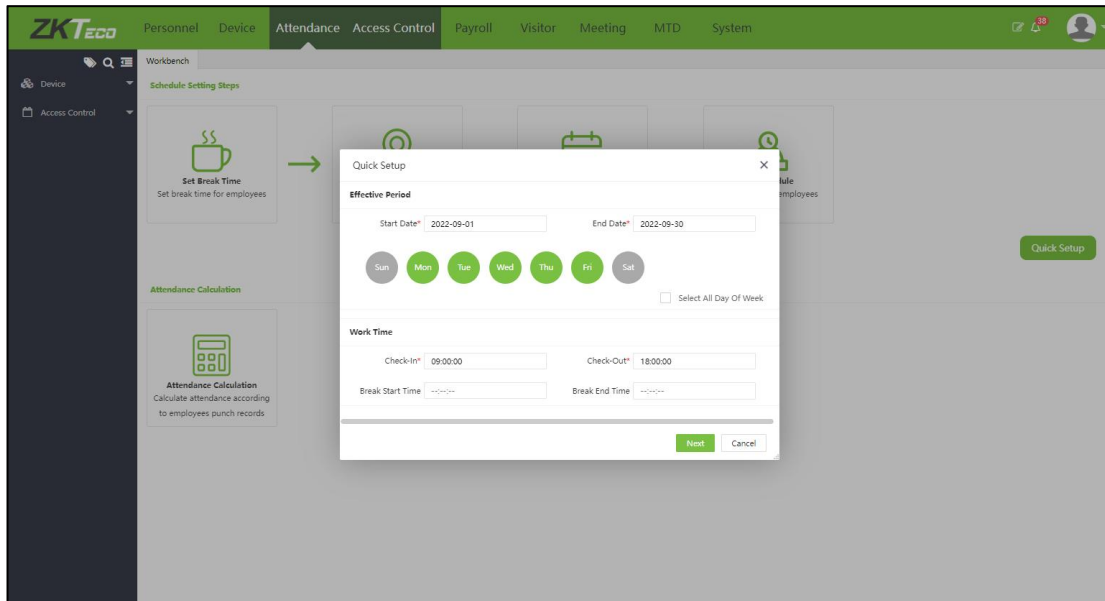 ZKTeco Personnel Device Attendance Access Control Payroll Visitor Meeting MTD System 38
Workbench
Device
Access Control
Schedule Setting Steps
Set Break Time
Set break time for employees
employees
Quick Setup
Quick Setup
Effective Period
Start Date* 2022-09-01 End Date* 2022-09-30
Sun Mon Tue Wed Thu Fri Sat
Select All Day Of Week
Work Time
Check-In* 09:00:00 Check-Out* 18:00:00
Break Start Time --:--:-- Break End Time --:--:--
Next Cancel
Attendance Calculation
Attendance Calculation
Calculate attendance according
to employees punch records